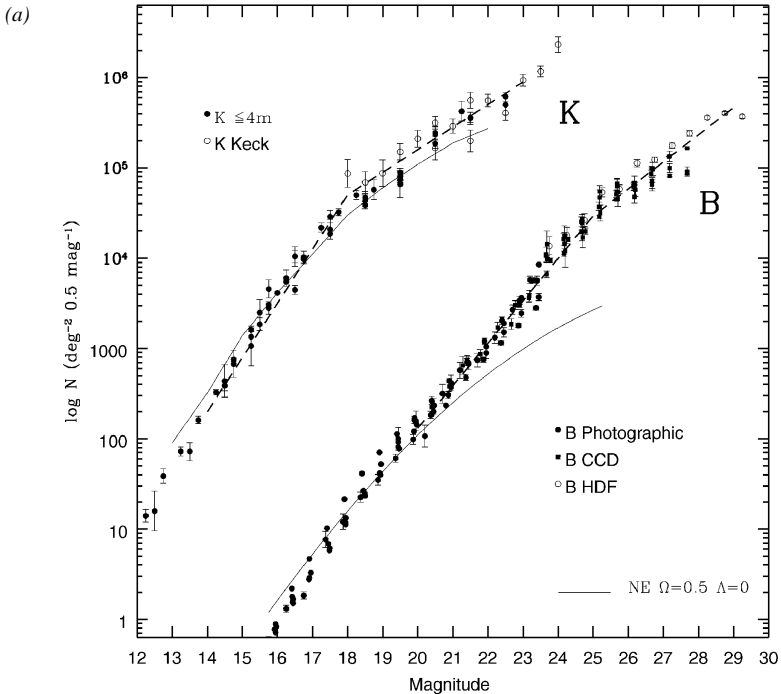 (a)
10⁶
10⁵
10⁴
1000
100
10
1
log N (deg⁻² 0.5 mag⁻¹)
K ≦4m
K Keck
K
B
B Photographic
B CCD
B HDF
NE Ω=0.5 Λ=0
12 13 14 15 16 17 18 19 20 21 22 23 24 25 26 27 28 29 30
Magnitude